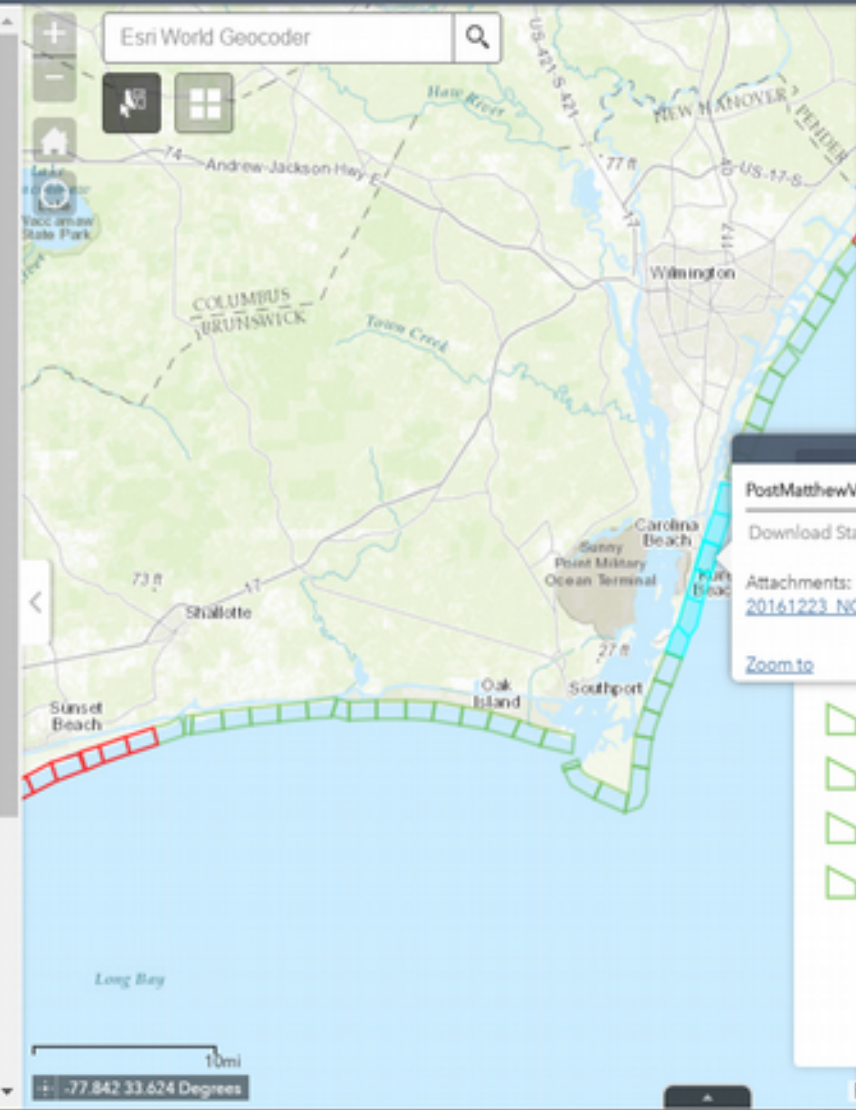 Esri World Geocoder
US-421-S-421
Haw River
NEW HANOVER
PENDER
77 ft
74
Andrew-Jackson-Hwy-E
40
US-17-S
Lake
Waccamaw
State Park
17
117
Wilmington
COLUMBUS
BRUNSWICK
Town Creek
PostMatthewV
Carolina
Beach
Download Sta
Sunny
Point Military
Ocean Terminal
Attachments:
73 ft
17
20161223 NC
Shallotte
27 ft
Zoom to
Oak
Island
Southport
Sunset
Beach
Long Bay
10mi
-77.842 33.624 Degrees